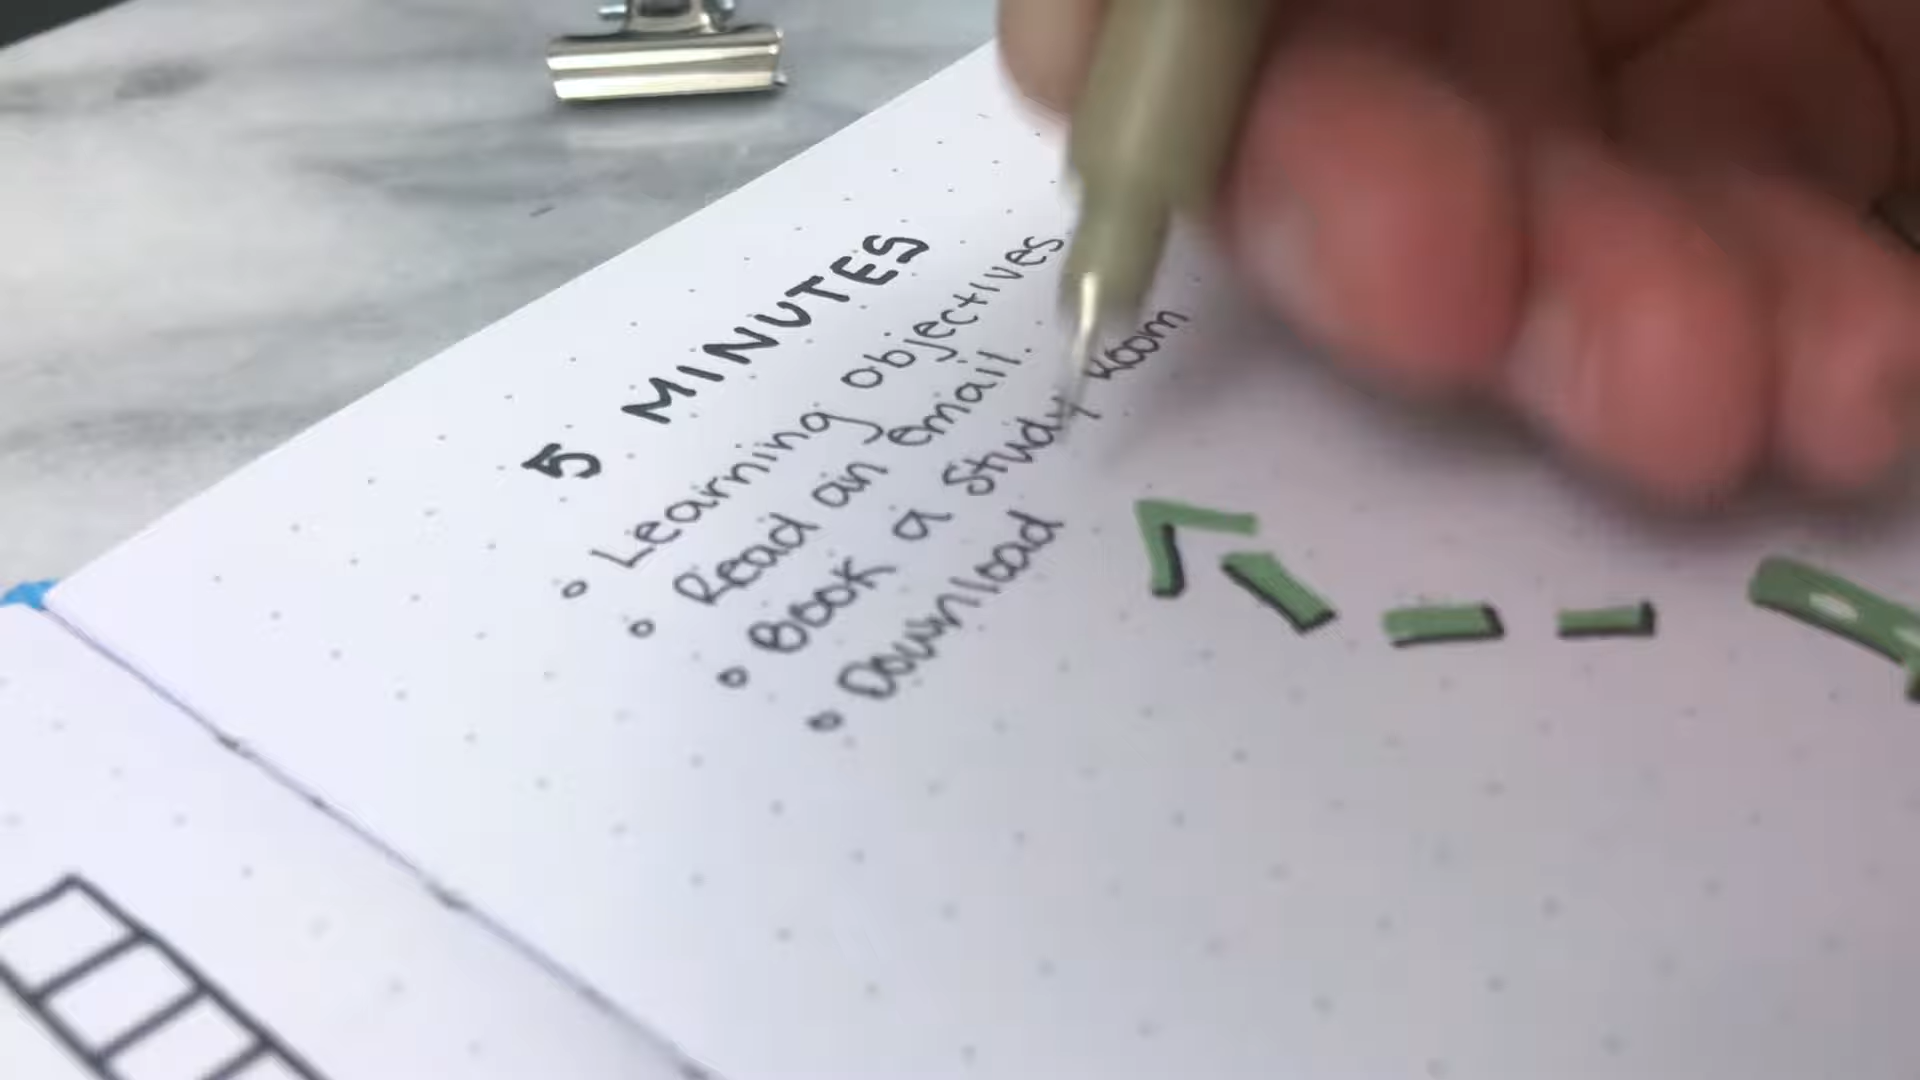 5 MINUTES
Learning objectives
Read an email.
Book a study room
Download